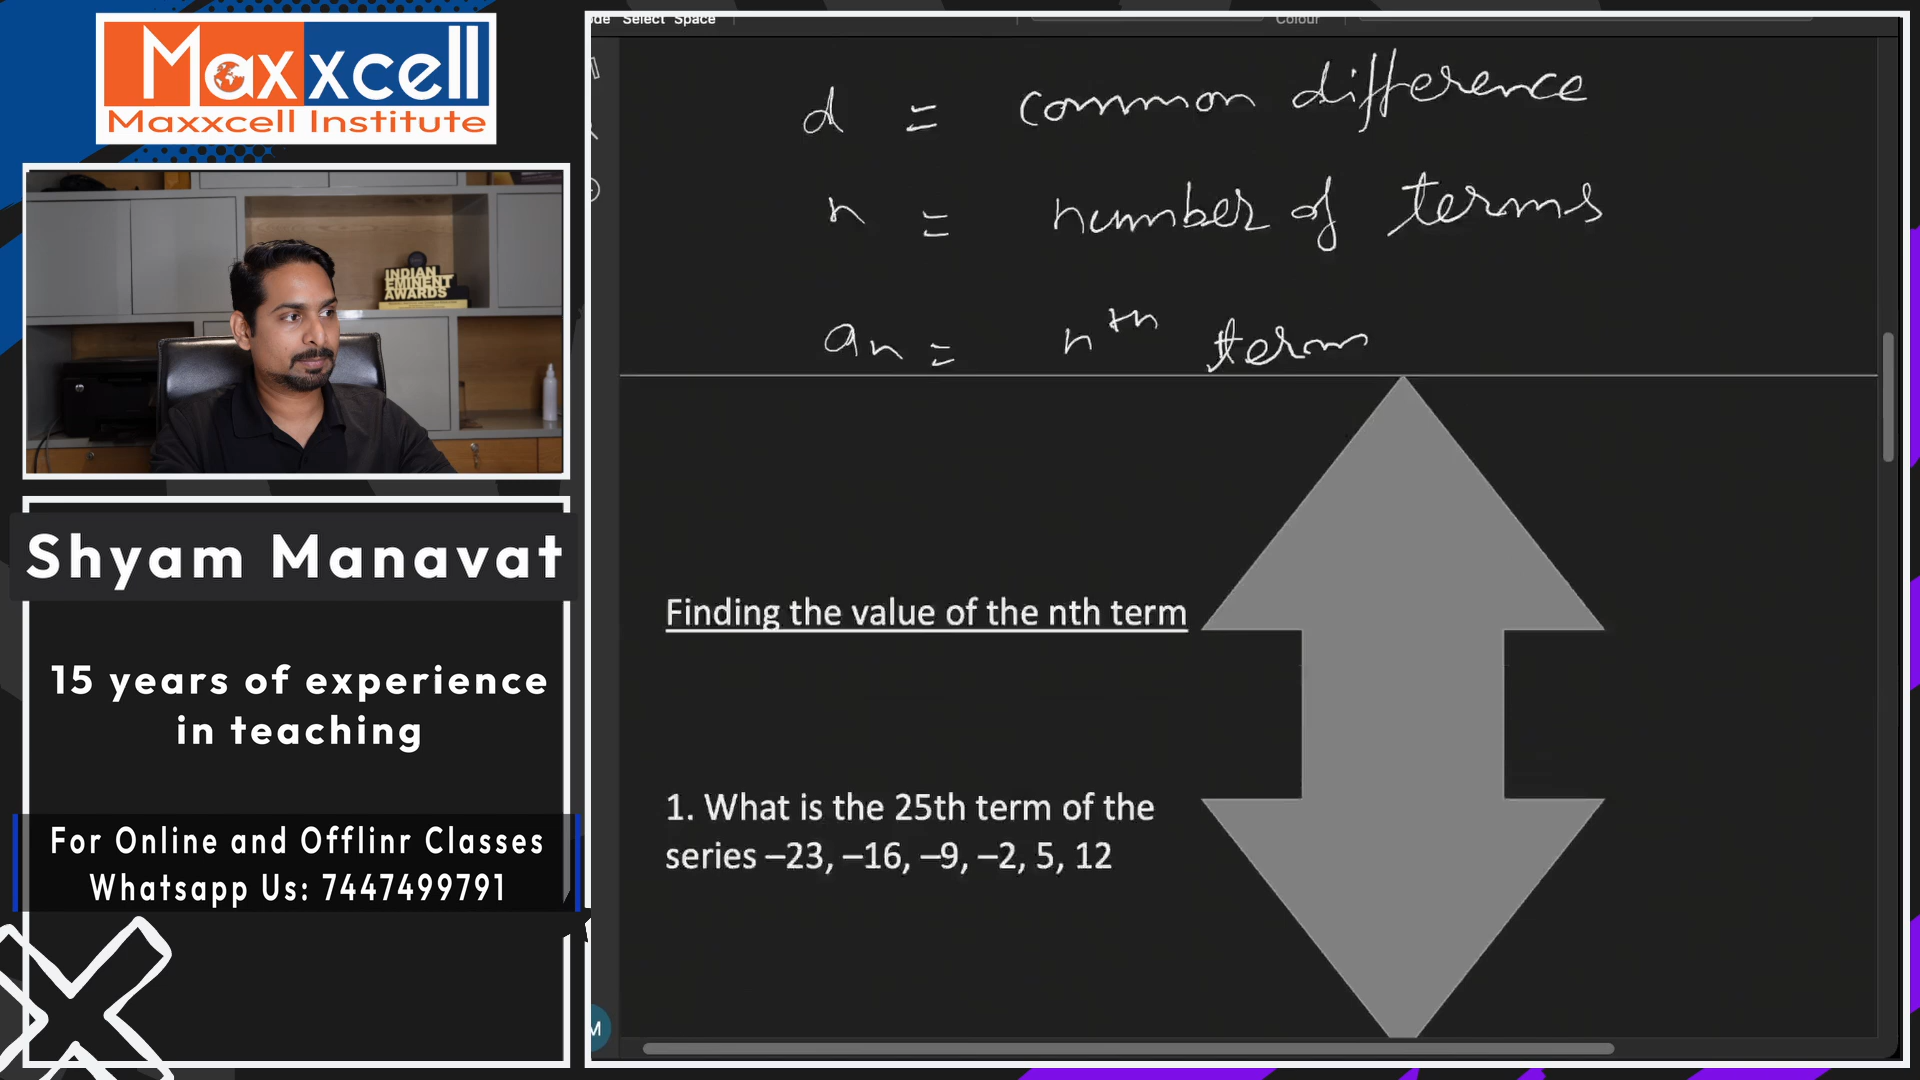 Maxxcell
Maxxcell Institute
INDIAN
EMINENT
AWARDS
Shyam Manavat
15 years of experience
in teaching
For Online and Offlinr Classes
Whatsapp Us: 7447499791
Select Space
Colour
d = common difference
n = number of terms
an = nth term
Finding the value of the nth term
1. What is the 25th term of the
series –23, –16, –9, –2, 5, 12
M